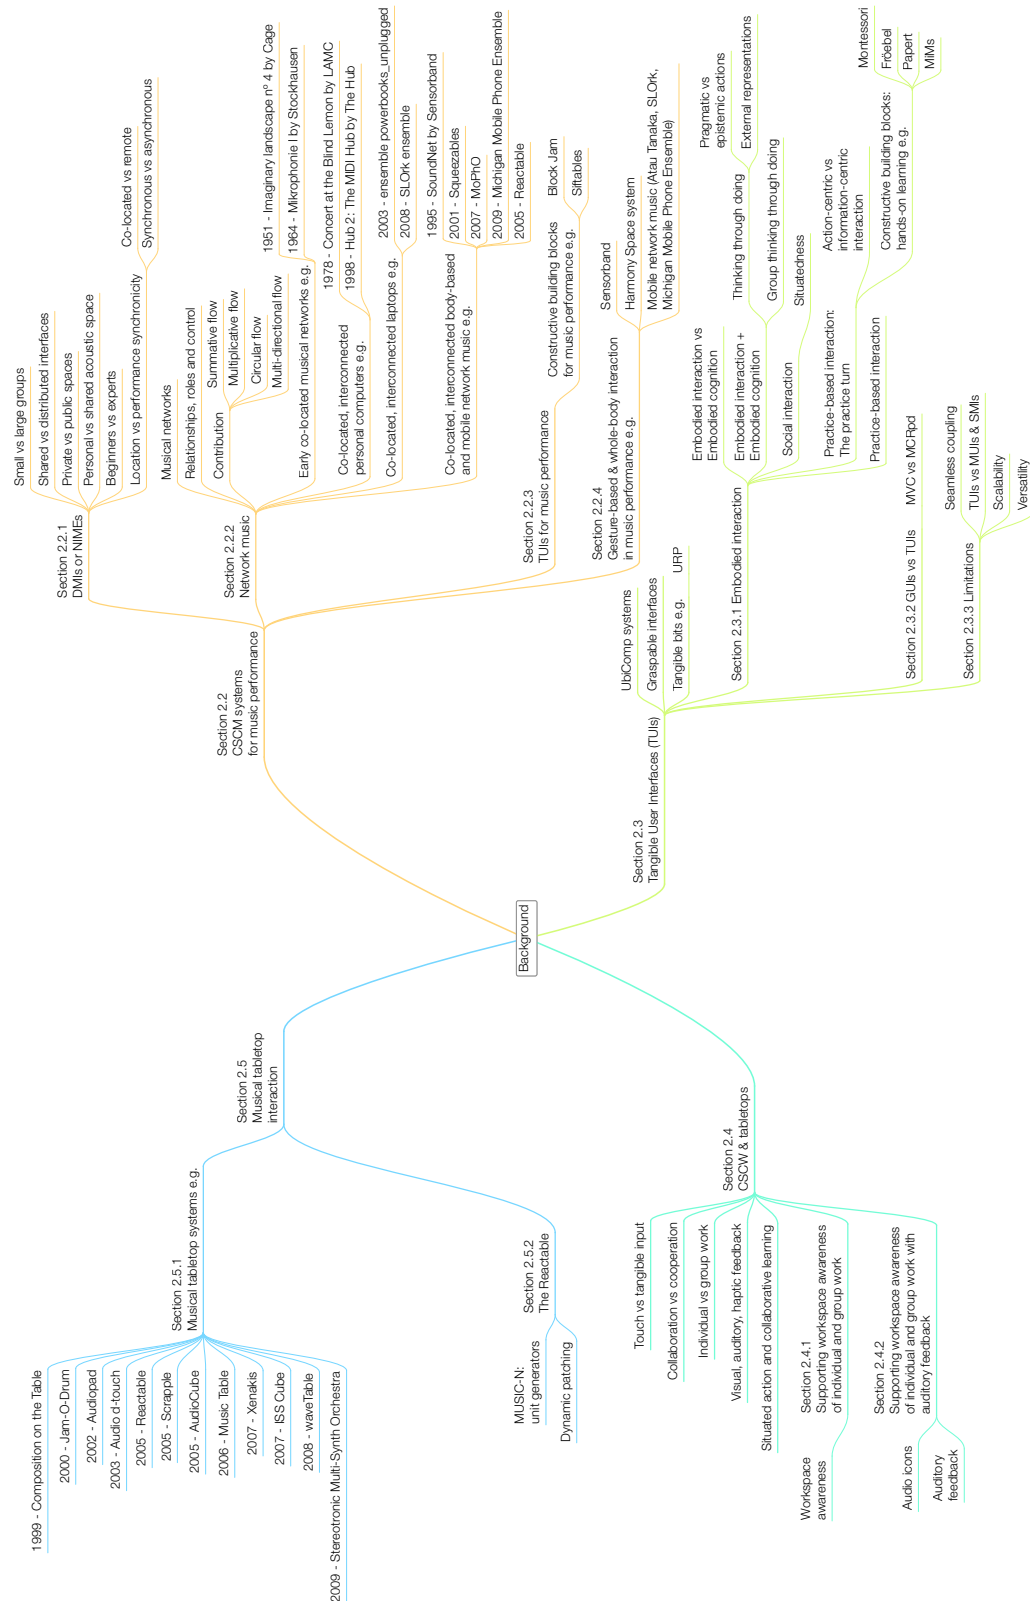 Background
Section 2.2
CSCM systems
for music performance
Section 2.2.1
DMIs or NIMEs
Small vs large groups
Shared vs distributed interfaces
Private vs public spaces
Personal vs shared acoustic space
Beginners vs experts
Location vs performance synchronicity
Co-located vs remote
Synchronous vs asynchronous
Section 2.2.2
Network music
Musical networks
Relationships, roles and control
Contribution
Summative flow
Multiplicative flow
Circular flow
Multi-directional flow
Early co-located musical networks e.g.
1951 - Imaginary landscape nº 4 by Cage
1964 - Mikrophonie I by Stockhausen
Co-located, interconnected
personal computers e.g.
1978 - Concert at the Blind Lemon by LAMC
1998 - Hub 2: The MIDI Hub by The Hub
Co-located, interconnected laptops e.g.
2003 - ensemble powerbooks_unplugged
2008 - SLOrk ensemble
Co-located, interconnected body-based
and mobile network music e.g.
1995 - SoundNet by Sensorband
2001 - Squeezables
2007 - MoPhO
2009 - Michigan Mobile Phone Ensemble
2005 - Reactable
Section 2.2.3
TUIs for music performance
Constructive building blocks
for music performance e.g.
Block Jam
Siftables
Section 2.2.4
Gesture-based & whole-body interaction
in music performance e.g.
Sensorband
Harmony Space system
Mobile network music (Atau Tanaka, SLOrk,
Michigan Mobile Phone Ensemble)
Section 2.3
Tangible User Interfaces (TUIs)
UbiComp systems
Graspable interfaces
Tangible bits e.g.
URP
Section 2.3.1 Embodied interaction
Embodied interaction vs
Embodied cognition
Embodied interaction +
Embodied cognition
Thinking through doing
Pragmatic vs
epistemic actions
External representations
Group thinking through doing
Social interaction
Situatedness
Practice-based interaction:
The practice turn
Action-centric vs
information-centric
interaction
Constructive building blocks:
hands-on learning e.g.
Montessori
Fröebel
Papert
MIMs
Practice-based interaction
Section 2.3.2 GUIs vs TUIs
MVC vs MCRpd
Section 2.3.3 Limitations
Seamless coupling
TUIs vs MUIs & SMIs
Scalability
Versatility
Section 2.5
Musical tabletop
interaction
Section 2.5.1
Musical tabletop systems e.g.
1999 - Composition on the Table
2000 - Jam-O-Drum
2002 - Audiopad
2003 - Audio d-touch
2005 - Reactable
2005 - Scrapple
2005 - AudioCube
2006 - Music Table
2007 - Xenakis
2007 - ISS Cube
2008 - waveTable
2009 - Stereotronic Multi-Synth Orchestra
Section 2.5.2
The Reactable
MUSIC-N:
unit generators
Dynamic patching
Section 2.4
CSCW & tabletops
Touch vs tangible input
Collaboration vs cooperation
Individual vs group work
Visual, auditory, haptic feedback
Situated action and collaborative learning
Section 2.4.1
Supporting workspace awareness
of individual and group work
Workspace
awareness
Section 2.4.2
Supporting workspace awareness
of individual and group work with
auditory feedback
Audio icons
Auditory
feedback